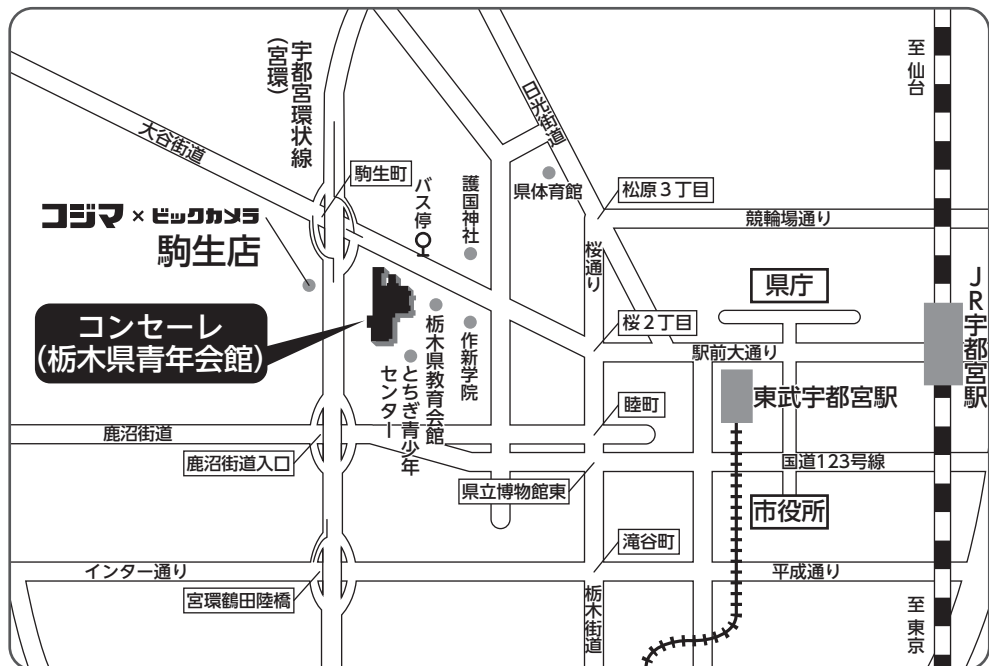 宇都宮環状線
(宮環)
日光街道
至 仙台
大谷街道
駒生町
バス停
護国神社
県体育館
松原３丁目
競輪場通り
コジマ × ビックカメラ
駒生店
桜通り
県庁
JR宇都宮駅
コンセーレ
(栃木県青年会館)
栃木県教育会館
作新学院
桜２丁目
駅前大通り
とちぎ青少年
センター
東武宇都宮駅
睦町
鹿沼街道
鹿沼街道入口
国道123号線
県立博物館東
市役所
滝谷町
インター通り
平成通り
宮環鶴田陸橋
栃木街道
至 東京